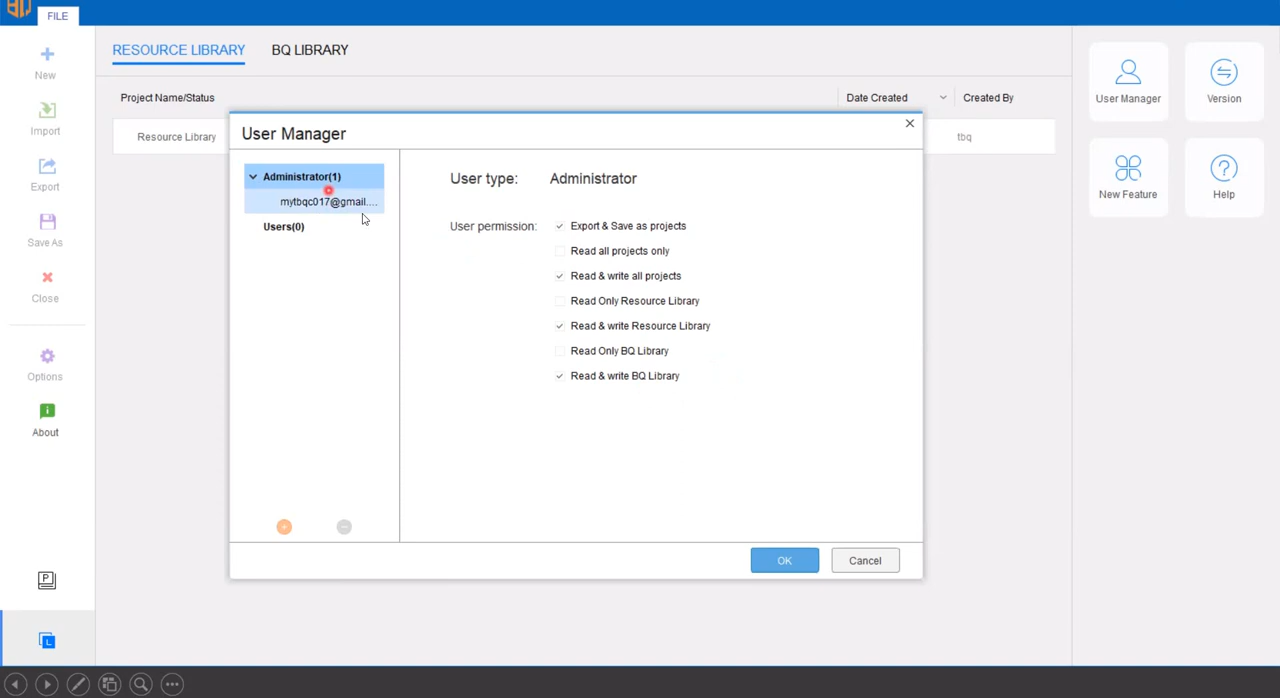 FILE
New
Import
Export
Save As
Close
Options
About
RESOURCE LIBRARY BQ LIBRARY
Project Name/Status Date Created Created By
Resource Library tbq
User Manager
Administrator(1)
mytbqc017@gmail....
Users(0)
User type: Administrator
User permission: Export & Save as projects
Read all projects only
Read & write all projects
Read Only Resource Library
Read & write Resource Library
Read Only BQ Library
Read & write BQ Library
OK Cancel
User Manager Version
New Feature Help
P
L